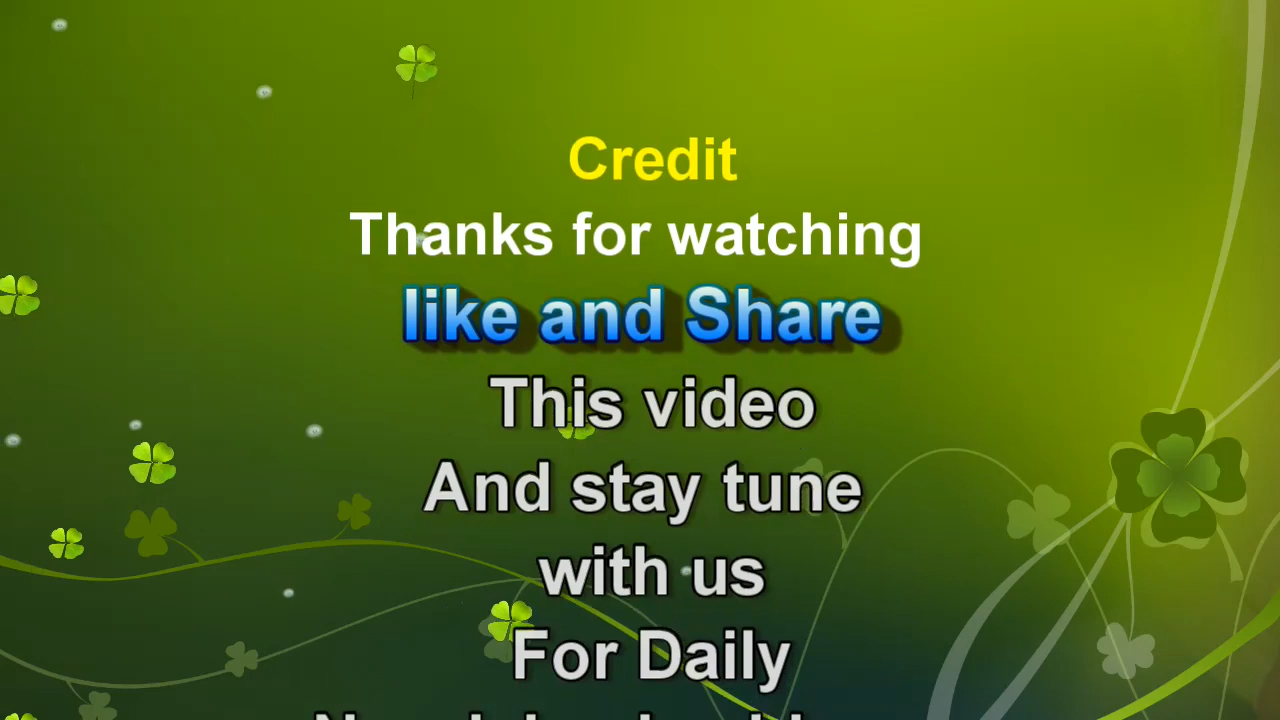 Credit
Thanks for watching
like and Share
This video
And stay tune
with us
For Daily